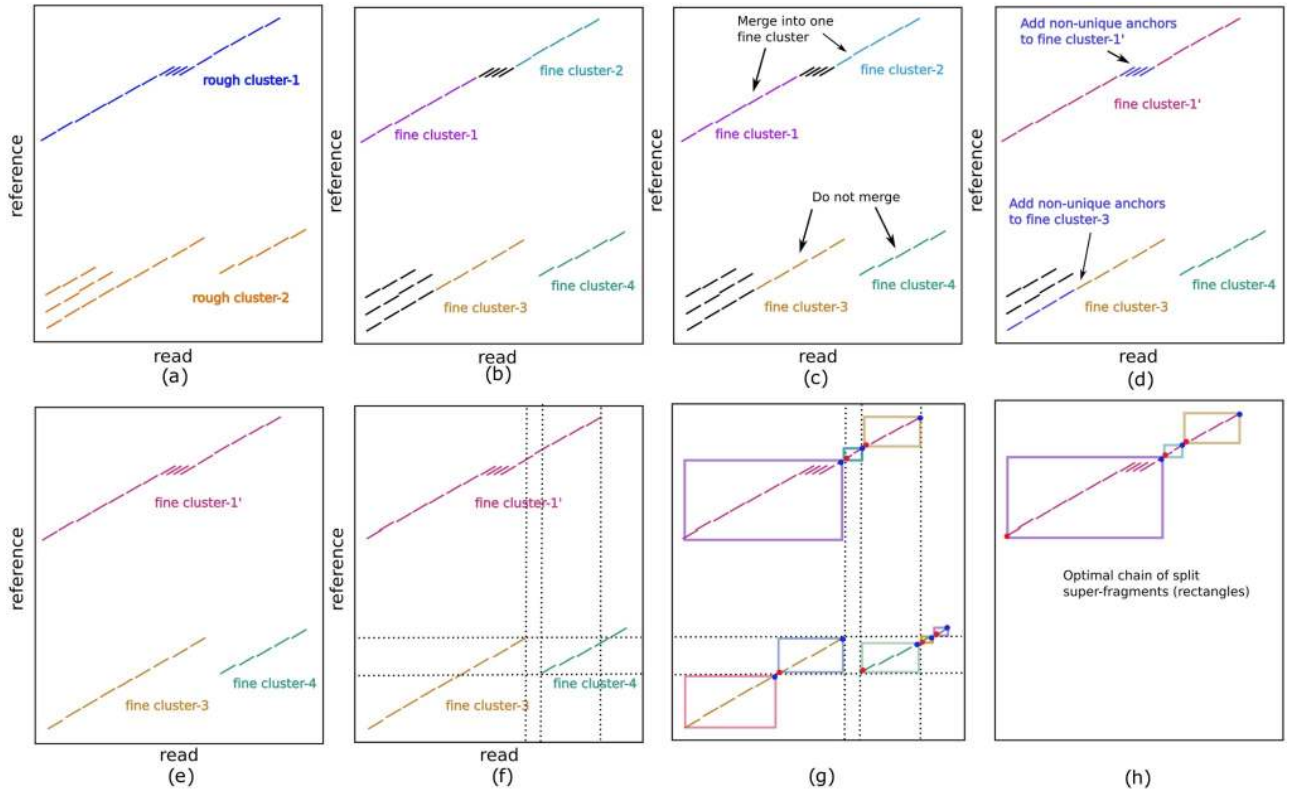 reference
rough cluster-1
rough cluster-2
read
(a)
fine cluster-2
fine cluster-1
fine cluster-3
fine cluster-4
read
(b)
Merge into one
fine cluster
fine cluster-2
fine cluster-1
Do not merge
fine cluster-3
fine cluster-4
read
(c)
Add non-unique anchors
to fine cluster-1'
fine cluster-1'
Add non-unique anchors
to fine cluster-3
fine cluster-3
fine cluster-4
read
(d)
reference
reference
reference
reference
fine cluster-1'
fine cluster-4
fine cluster-3
read
(e)
reference
fine cluster-1'
fine cluster-4
fine cluster-3
read
(f)
(g)
Optimal chain of split
super-fragments (rectangles)
(h)